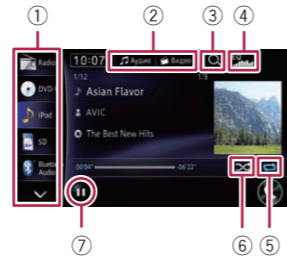 ① ② ③ ④
Radio 10:07 Аудио Видео
1/12 1/8
DVD-V
Asian Flavor
iPod AVIC
The Best New Hits
SD
Bluetooth Audio 00'04" 06'22"
⑦ ⑥ ⑤